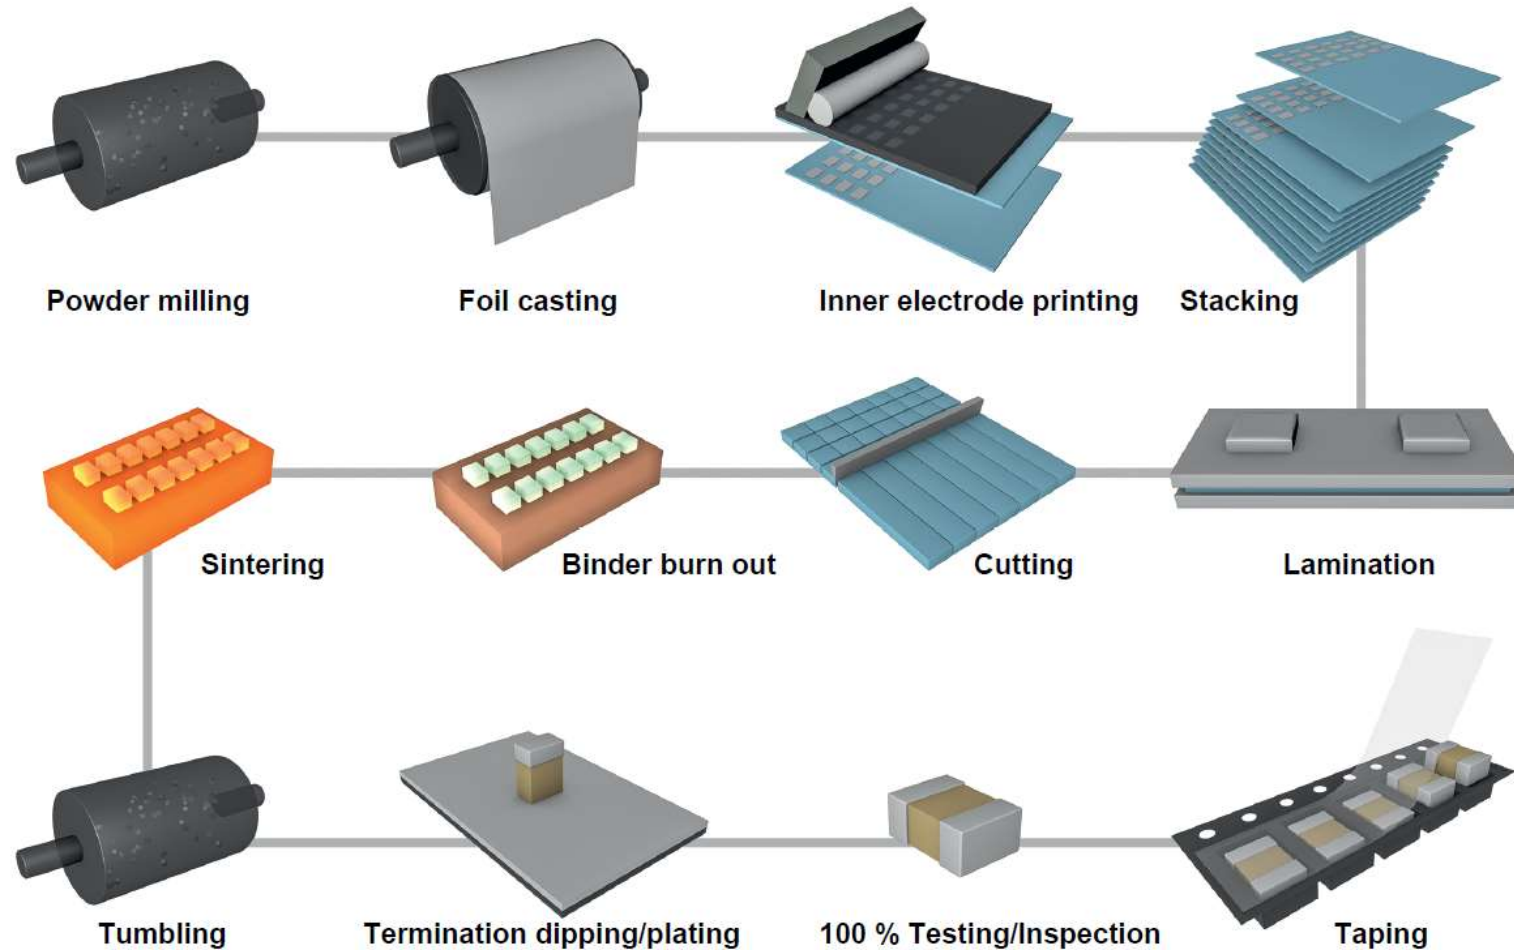 Powder milling
Foil casting
Inner electrode printing
Stacking
Sintering
Binder burn out
Cutting
Lamination
Tumbling
Termination dipping/plating
100 % Testing/Inspection
Taping